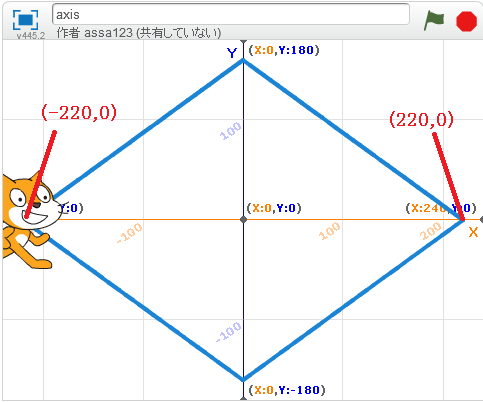 axis
v445.2
作者 assa123 (共有していない)
Y
(X:0,Y:180)
(-220,0)
(220,0)
100
Y:0)
(X:0,Y:0)
(X:240,Y:0)
-100
100
200
X
-100
(X:0,Y:-180)